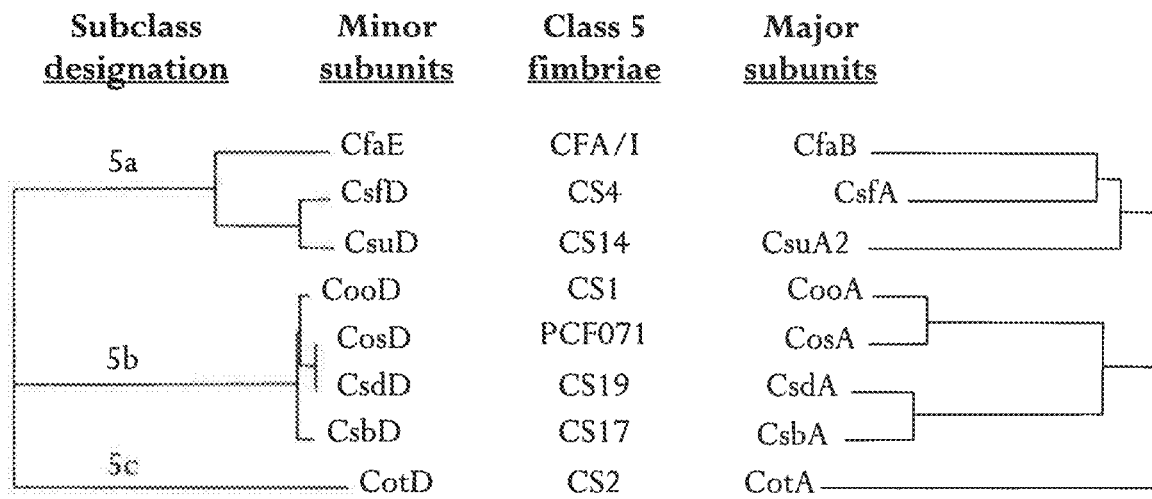 Subclass designation Minor subunits Class 5 fimbriae Major subunits
5a
CfaE CFA/I CfaB
CsfD CS4 CsfA
CsuD CS14 CsuA2
CooD CS1 CooA
CosD PCF071 CosA
5b
CsdD CS19 CsdA
CsbD CS17 CsbA
5c
CotD CS2 CotA